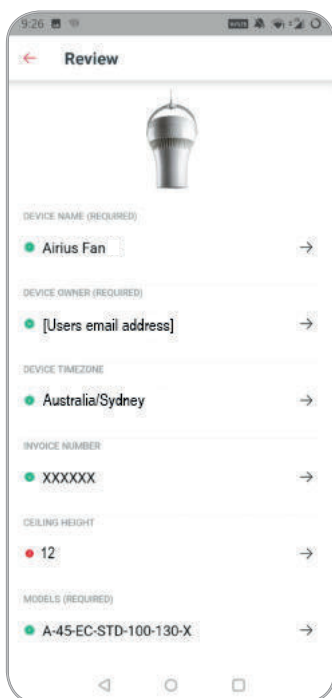 9:26
Review
DEVICE NAME (REQUIRED)
Airius Fan
DEVICE OWNER (REQUIRED)
[Users email address]
DEVICE TIMEZONE
Australia/Sydney
INVOICE NUMBER
XXXXXX
CEILING HEIGHT
12
MODELS (REQUIRED)
A-45-EC-STD-100-130-X